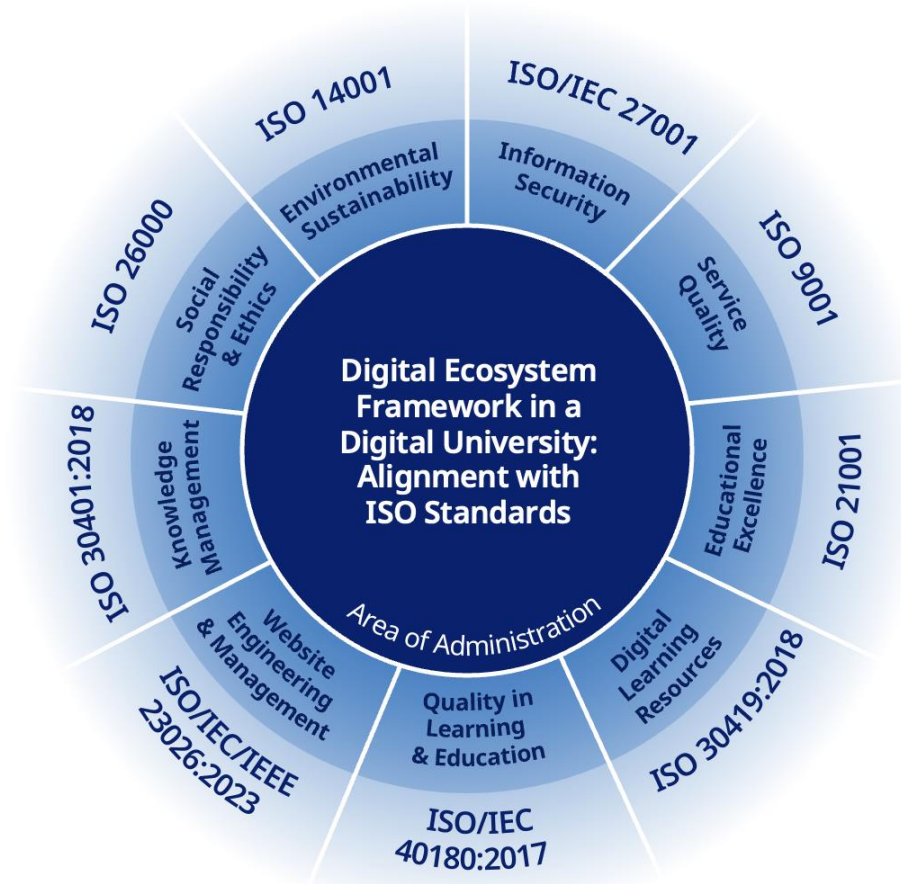 Digital Ecosystem
Framework in a
Digital University:
Alignment with
ISO Standards
Area of Administration
ISO/IEC 27001
Information
Security
ISO 9001
Service
Quality
ISO 21001
Educational
Excellence
ISO 30419:2018
Digital
Learning
Resources
ISO/IEC
40180:2017
Quality in
Learning
& Education
ISO/IEC/IEEE
23026:2023
Website
Engineering
& Management
ISO 30401:2018
Knowledge
Management
ISO 26000
Social
Responsibility
& Ethics
ISO 14001
Environmental
Sustainability